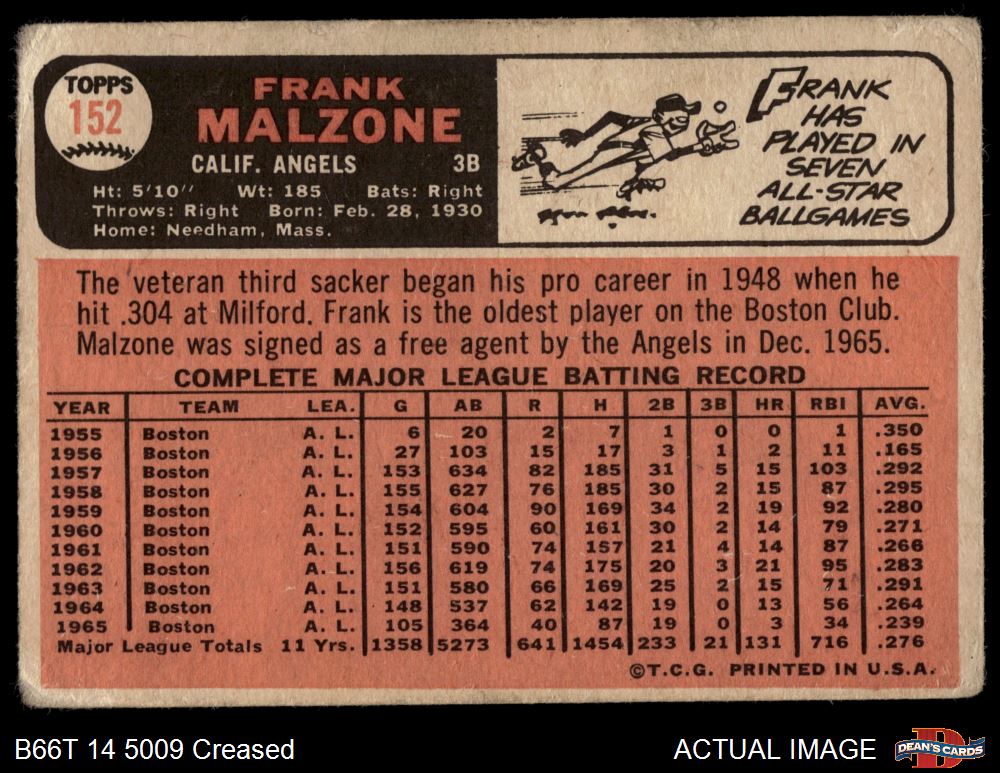 TOPPS
152
FRANK
MALZONE
CALIF. ANGELS 3B
Ht: 5'10'' Wt: 185 Bats: Right
Throws: Right Born: Feb. 28, 1930
Home: Needham, Mass.
FRANK
HAS
PLAYED IN
SEVEN
ALL-STAR
BALLGAMES
The veteran third sacker began his pro career in 1948 when he
hit .304 at Milford. Frank is the oldest player on the Boston Club.
Malzone was signed as a free agent by the Angels in Dec. 1965.
COMPLETE MAJOR LEAGUE BATTING RECORD
YEAR TEAM LEA. G AB R H 2B 3B HR RBI AVG.
1955 Boston A. L. 6 20 2 7 1 0 0 1 .350
1956 Boston A. L. 27 103 15 17 3 1 2 11 .165
1957 Boston A. L. 153 634 82 185 31 5 15 103 .292
1958 Boston A. L. 155 627 76 185 30 2 15 87 .295
1959 Boston A. L. 154 604 90 169 34 2 19 92 .280
1960 Boston A. L. 152 595 60 161 30 2 14 79 .271
1961 Boston A. L. 151 590 74 157 21 4 14 87 .266
1962 Boston A. L. 156 619 74 175 20 3 21 95 .283
1963 Boston A. L. 151 580 66 169 25 2 15 71 .291
1964 Boston A. L. 148 537 62 142 19 0 13 56 .264
1965 Boston A. L. 105 364 40 87 19 0 3 34 .239
Major League Totals 11 Yrs. 1358 5273 641 1454 233 21 131 716 .276
©T.C.G. PRINTED IN U.S.A.
B66T 14 5009 Creased
ACTUAL IMAGE
DEAN'S CARDS